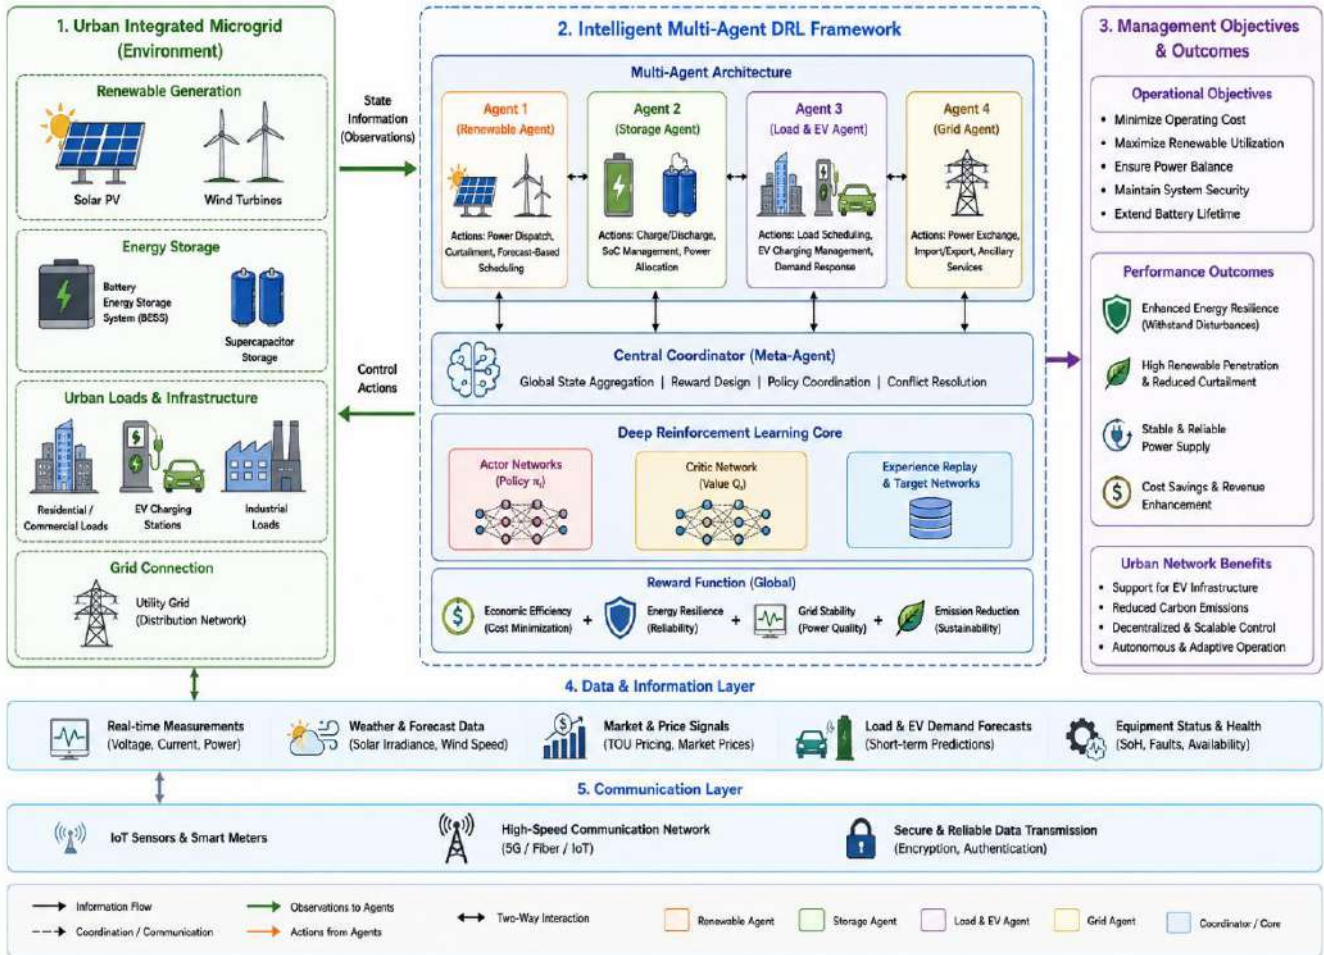 1. Urban Integrated Microgrid
(Environment)
Renewable Generation
Solar PV
Wind Turbines
Energy Storage
Battery
Energy Storage
System (BESS)
Supercapacitor
Storage
Urban Loads & Infrastructure
Residential /
Commercial Loads
EV Charging
Stations
Industrial
Loads
Grid Connection
Utility Grid
(Distribution Network)
State
Information
(Observations)
Control
Actions
2. Intelligent Multi-Agent DRL Framework
Multi-Agent Architecture
Agent 1
(Renewable Agent)
Actions: Power Dispatch,
Curtailment, Forecast-Based
Scheduling
Agent 2
(Storage Agent)
Actions: Charge/Discharge,
SoC Management, Power
Allocation
Agent 3
(Load & EV Agent)
Actions: Load Scheduling,
EV Charging Management,
Demand Response
Agent 4
(Grid Agent)
Actions: Power Exchange,
Import/Export, Ancillary
Services
Central Coordinator (Meta-Agent)
Global State Aggregation | Reward Design | Policy Coordination | Conflict Resolution
Deep Reinforcement Learning Core
Actor Networks
(Policy πᵢ)
Critic Network
(Value Qᵢ)
Experience Replay
& Target Networks
Reward Function (Global)
$
Economic Efficiency
(Cost Minimization)
+
Energy Resilience
(Reliability)
+
Grid Stability
(Power Quality)
+
Emission Reduction
(Sustainability)
3. Management Objectives
& Outcomes
Operational Objectives
• Minimize Operating Cost
• Maximize Renewable Utilization
• Ensure Power Balance
• Maintain System Security
• Extend Battery Lifetime
Performance Outcomes
Enhanced Energy Resilience
(Withstand Disturbances)
High Renewable Penetration
& Reduced Curtailment
Stable & Reliable
Power Supply
$
Cost Savings & Revenue
Enhancement
Urban Network Benefits
• Support for EV Infrastructure
• Reduced Carbon Emissions
• Decentralized & Scalable Control
• Autonomous & Adaptive Operation
4. Data & Information Layer
Real-time Measurements
(Voltage, Current, Power)
Weather & Forecast Data
(Solar Irradiance, Wind Speed)
$
Market & Price Signals
(TOU Pricing, Market Prices)
Load & EV Demand Forecasts
(Short-term Predictions)
Equipment Status & Health
(SoH, Faults, Availability)
5. Communication Layer
IoT Sensors & Smart Meters
High-Speed Communication Network
(5G / Fiber / IoT)
Secure & Reliable Data Transmission
(Encryption, Authentication)
Information Flow
Coordination / Communication
Observations to Agents
Actions from Agents
Two-Way Interaction
Renewable Agent
Storage Agent
Load & EV Agent
Grid Agent
Coordinator / Core